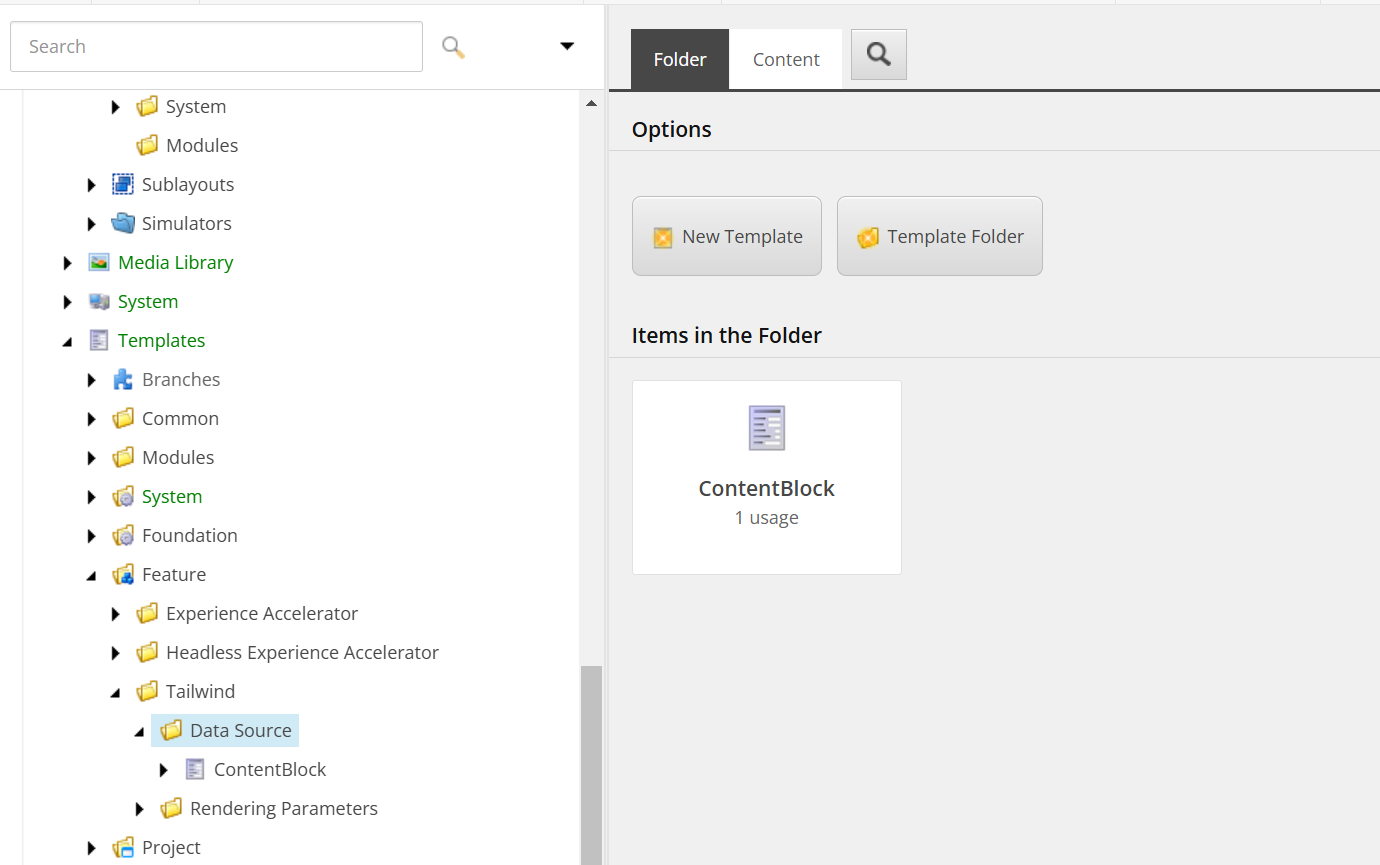 Search
System
Modules
Sublayouts
Simulators
Media Library
System
Templates
Branches
Common
Modules
System
Foundation
Feature
Experience Accelerator
Headless Experience Accelerator
Tailwind
Data Source
ContentBlock
Rendering Parameters
Project
Folder
Content
Options
New Template
Template Folder
Items in the Folder
ContentBlock
1 usage